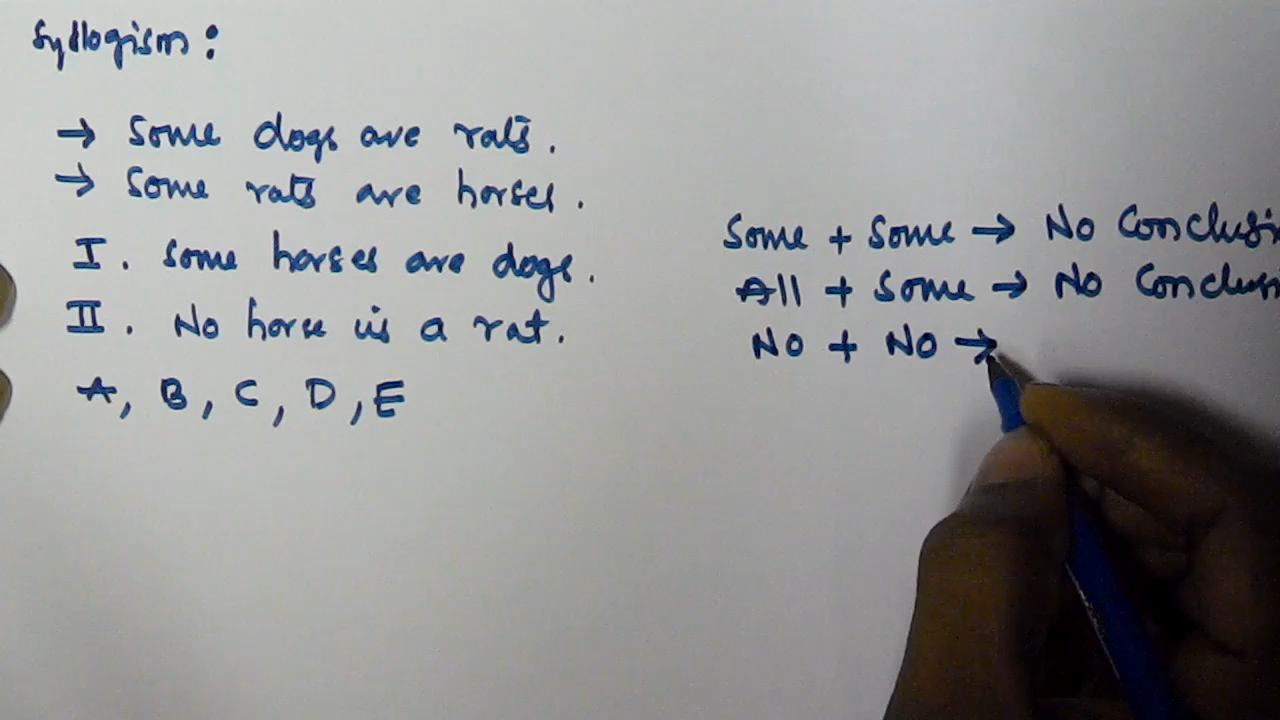 Syllogism :
→ Some dogs are rats.
→ Some rats are horses.
I. Some horses are dogs.
II. No horse is a rat.
A, B, C, D, E
Some + Some → No Conclusi
All + Some → No Conclusi
No + No →